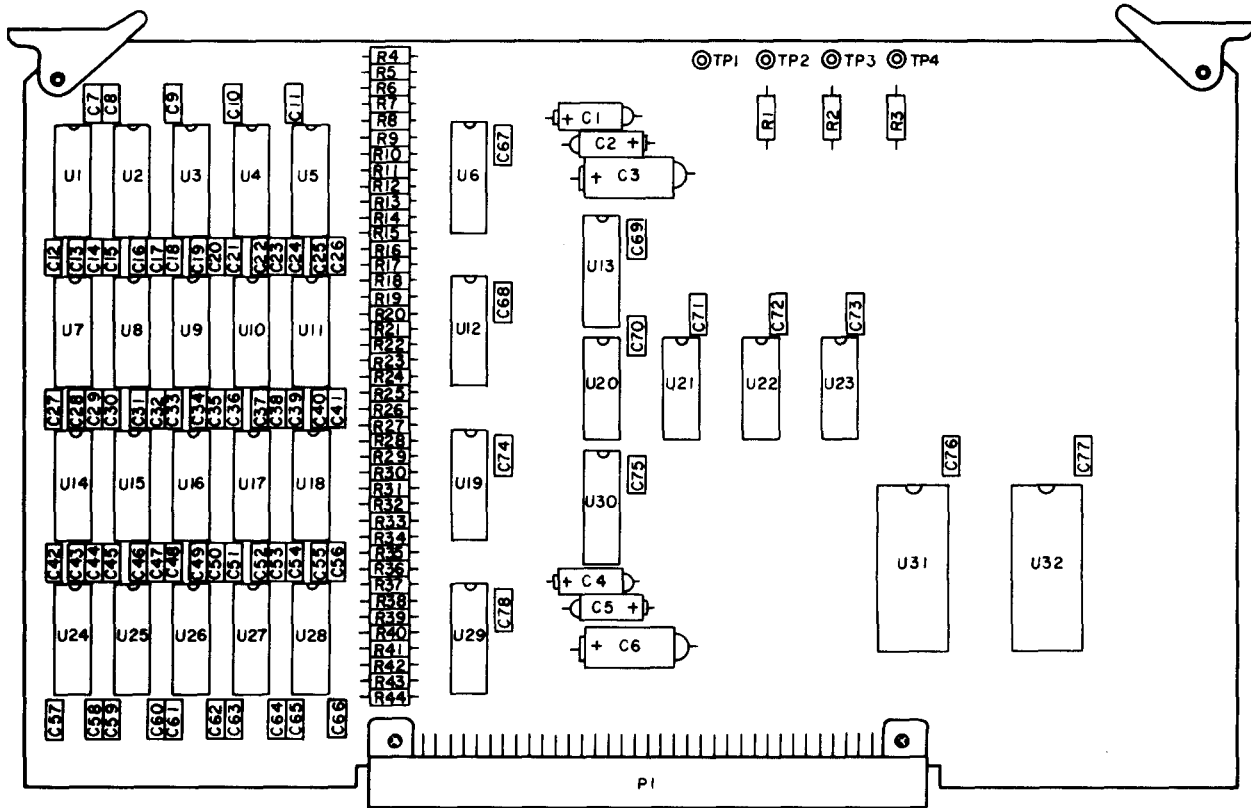 TP1 TP2 TP3 TP4
R4
R5
R6
R7
R8
R9
R10
R11
R12
R13
R14
R15
R16
R17
R18
R19
R20
R21
R22
R23
R24
R25
R26
R27
R28
R29
R30
R31
R32
R33
R34
R35
R36
R37
R38
R39
R40
R41
R42
R43
R44
C7 C8 C9 C10 C11
U1 U2 U3 U4 U5
C12 C13 C14 C15 C16 C17 C18 C19 C20 C21 C22 C23 C24 C25 C26
U7 U8 U9 U10 U11
C27 C28 C29 C30 C31 C32 C33 C34 C35 C36 C37 C38 C39 C40 C41
U14 U15 U16 U17 U18
C42 C43 C44 C45 C46 C47 C48 C49 C50 C51 C52 C53 C54 C55 C56
U24 U25 U26 U27 U28
C57 C58 C59 C60 C61 C62 C63 C64 C65 C66
U6 C67
U12 C68
U19 C74
U29 C78
+ C1
C2 +
+ C3
R1 R2 R3
U13 C69
C70 C71 C72 C73
U20 U21 U22 U23
U30 C75
C76 C77
U31 U32
+ C4
C5 +
+ C6
P1